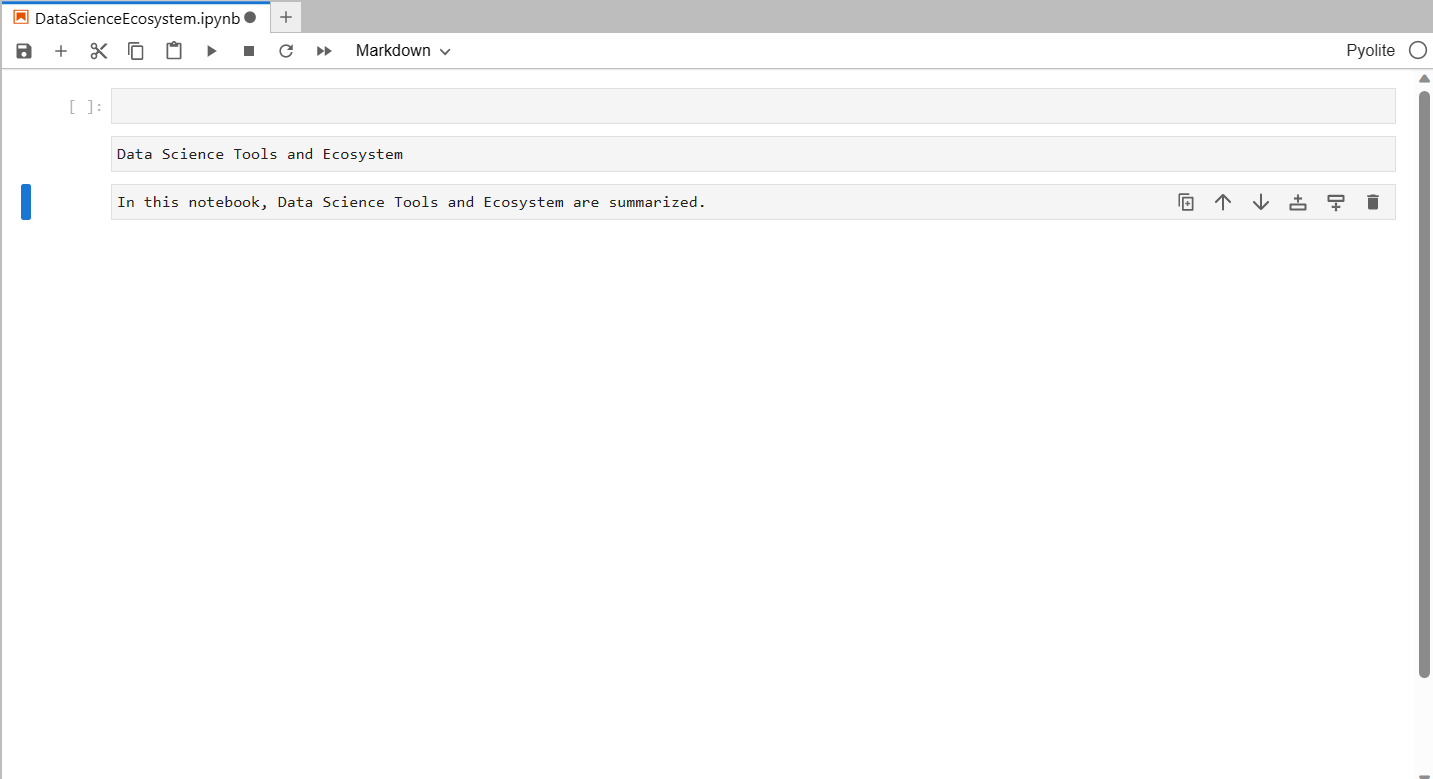 DataScienceEcosystem.ipynb
Markdown
Pyolite
[ ]:
Data Science Tools and Ecosystem
In this notebook, Data Science Tools and Ecosystem are summarized.